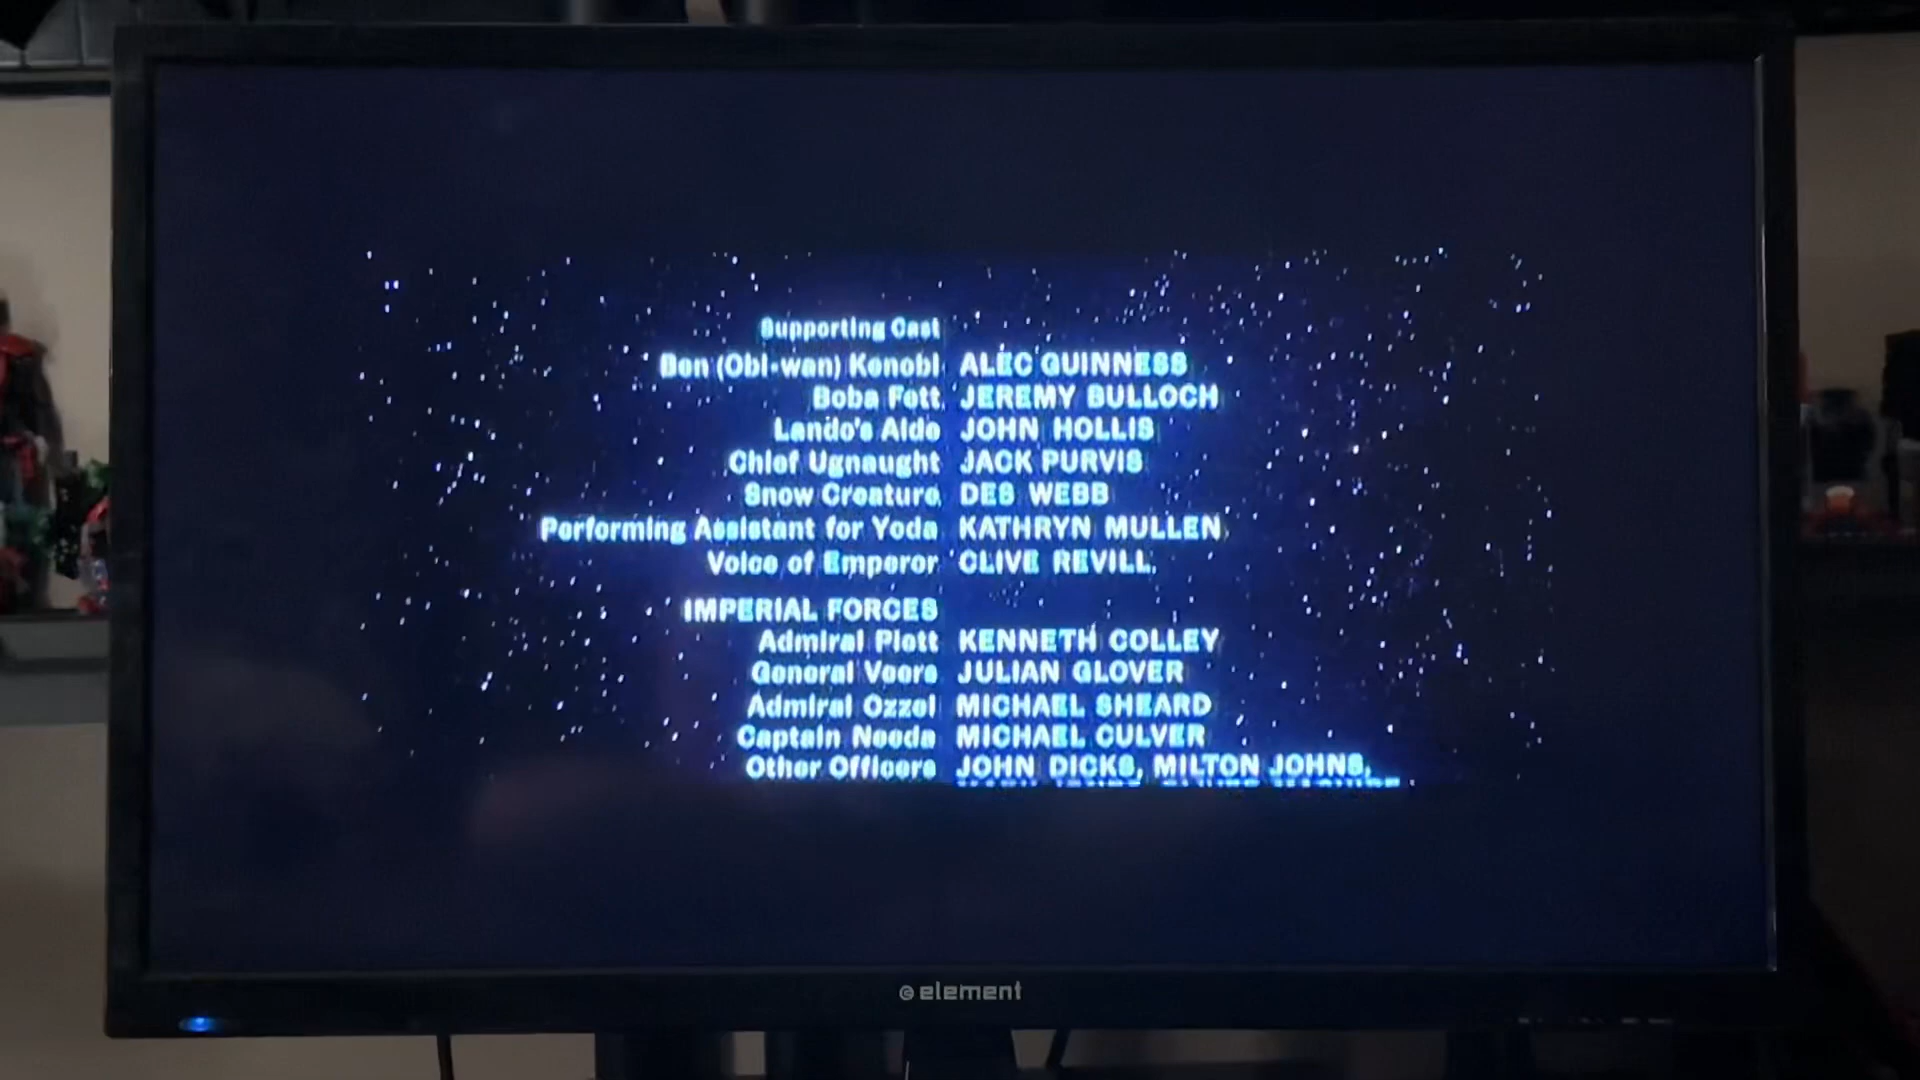 Supporting Cast
Ben (Obi-wan) Kenobi ALEC GUINNESS
Boba Fett JEREMY BULLOCH
Lando's Aide JOHN HOLLIS
Chief Ugnaught JACK PURVIS
Snow Creature DES WEBB
Performing Assistant for Yoda KATHRYN MULLEN
Voice of Emperor CLIVE REVILL
IMPERIAL FORCES
Admiral Piett KENNETH COLLEY
General Veers JULIAN GLOVER
Admiral Ozzel MICHAEL SHEARD
Captain Needa MICHAEL CULVER
Other Officers JOHN DICKS, MILTON JOHNS,
element